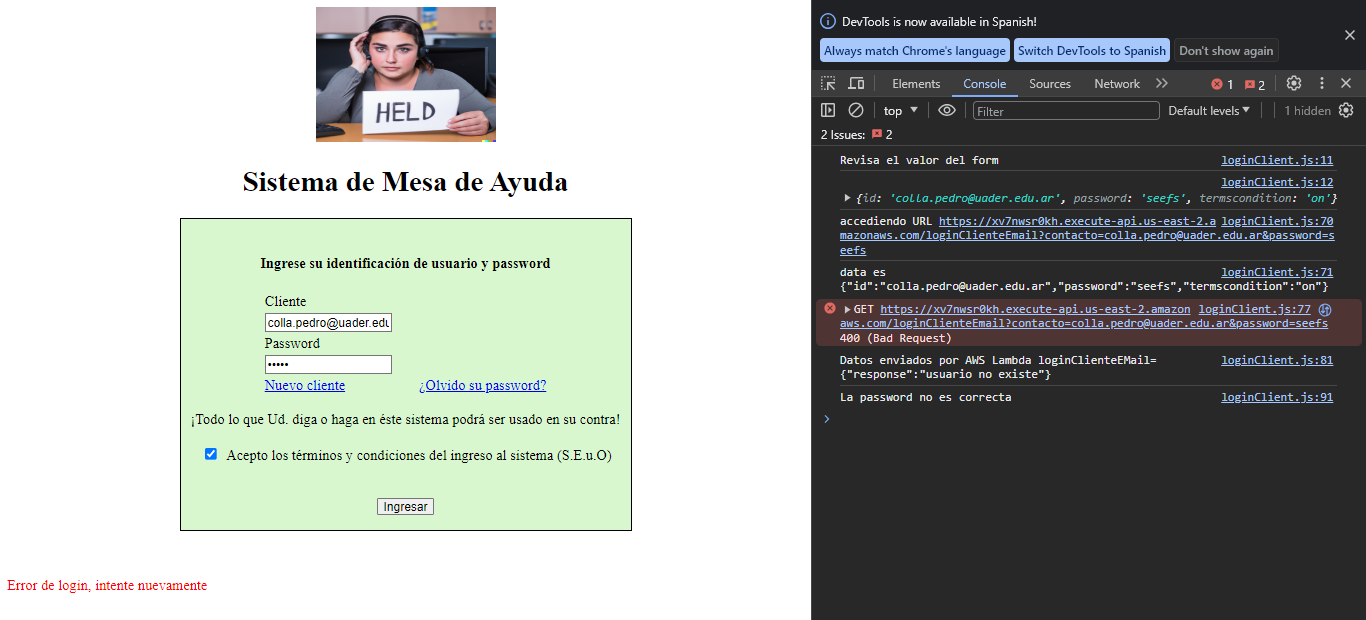 HELD
Sistema de Mesa de Ayuda
Ingrese su identificación de usuario y password
Cliente
colla.pedro@uader.edu
Password
•••••
Nuevo cliente ¿Olvido su password?
¡Todo lo que Ud. diga o haga en éste sistema podrá ser usado en su contra!
Acepto los términos y condiciones del ingreso al sistema (S.E.u.O)
Ingresar
Error de login, intente nuevamente
DevTools is now available in Spanish!
Always match Chrome's language Switch DevTools to Spanish Don't show again
Elements Console Sources Network 1 2
top Filter Default levels 1 hidden
2 Issues: 2
Revisa el valor del form loginClient.js:11
loginClient.js:12
{id: 'colla.pedro@uader.edu.ar', password: 'seefs', termscondition: 'on'}
accediendo URL https://xv7nwsr0kh.execute-api.us-east-2.a loginClient.js:70
mazonaws.com/loginClienteEmail?contacto=colla.pedro@uader.edu.ar&password=s
eefs
data es loginClient.js:71
{"id":"colla.pedro@uader.edu.ar","password":"seefs","termscondition":"on"}
GET https://xv7nwsr0kh.execute-api.us-east-2.amazon loginClient.js:77
aws.com/loginClienteEmail?contacto=colla.pedro@uader.edu.ar&password=seefs
400 (Bad Request)
Datos enviados por AWS Lambda loginClienteEMail= loginClient.js:81
{"response":"usuario no existe"}
La password no es correcta loginClient.js:91